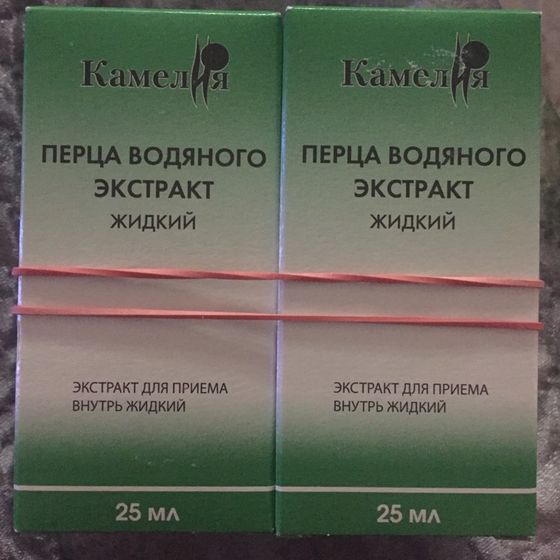 Камелия
ПЕРЦА ВОДЯНОГО
ЭКСТРАКТ
ЖИДКИЙ
ЭКСТРАКТ ДЛЯ ПРИЕМА
ВНУТРЬ ЖИДКИЙ
25 мл
Камелия
ПЕРЦА ВОДЯНОГО
ЭКСТРАКТ
ЖИДКИЙ
ЭКСТРАКТ ДЛЯ ПРИЕМА
ВНУТРЬ ЖИДКИЙ
25 мл